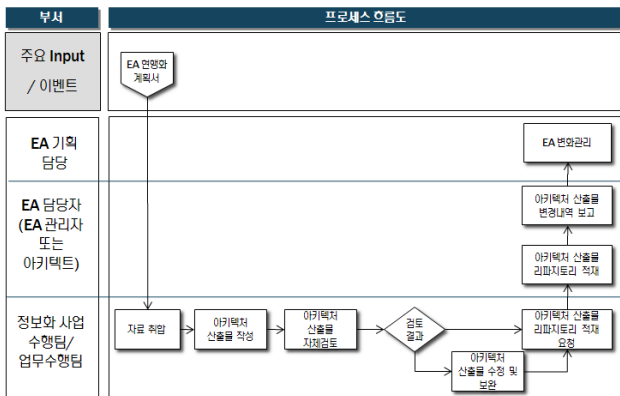 부서
프로세스 흐름도
주요 Input
/ 이벤트
EA 현행화
계획서
EA 기획
담당
EA 변화관리
EA 담당자
(EA 관리자
또는
아키텍트)
아키텍처 산출물
변경내역 보고
아키텍처 산출물
리파지토리 적재
정보화 사업
수행팀/
업무수행팀
자료 취합
아키텍처
산출물 작성
아키텍처
산출물
자체검토
검토
결과
아키텍처 산출물
리파지토리 적재
요청
아키텍처
산출물 수정 및
보완